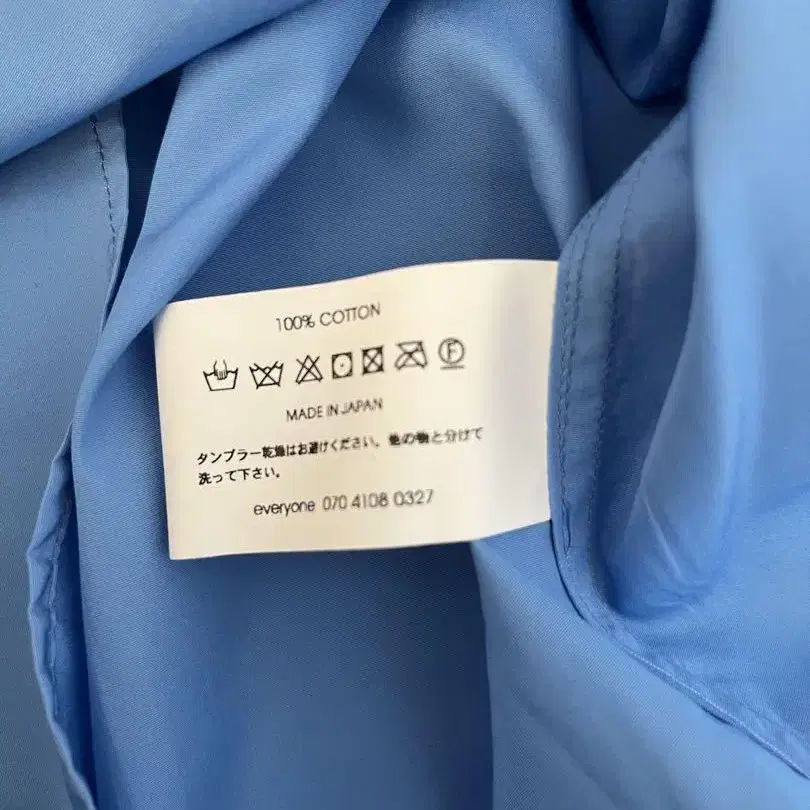 100% COTTON
F
MADE IN JAPAN
タンブラー乾燥はお避けください。他の物と分けて
洗って下さい。
everyone 070 4108 0327